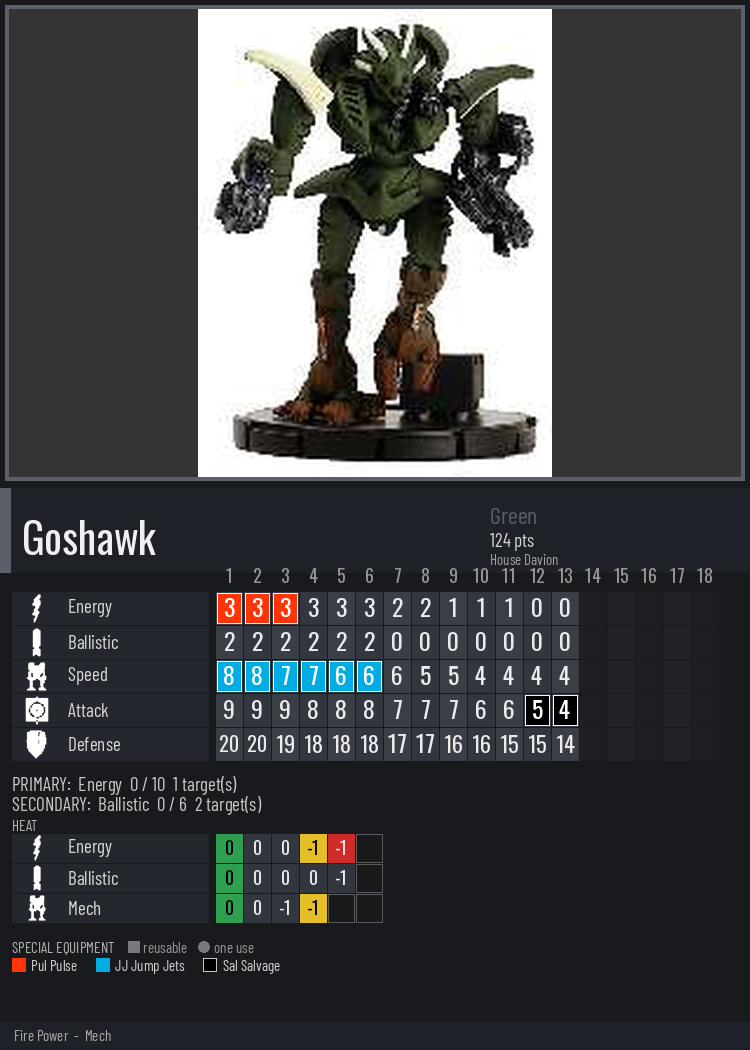 Goshawk
Green
124 pts
House Davion
1 2 3 4 5 6 7 8 9 10 11 12 13 14 15 16 17 18
Energy 3 3 3 3 3 3 2 2 1 1 1 0 0
Ballistic 2 2 2 2 2 2 0 0 0 0 0 0 0
Speed 8 8 7 7 6 6 6 5 5 4 4 4 4
Attack 9 9 9 8 8 8 7 7 7 6 6 5 4
Defense 20 20 19 18 18 18 17 17 16 16 15 15 14
PRIMARY: Energy 0 / 10 1 target(s)
SECONDARY: Ballistic 0 / 6 2 target(s)
HEAT
Energy 0 0 0 -1 -1
Ballistic 0 0 0 0 -1
Mech 0 0 -1 -1
SPECIAL EQUIPMENT reusable one use
Pul Pulse JJ Jump Jets Sal Salvage
Fire Power - Mech